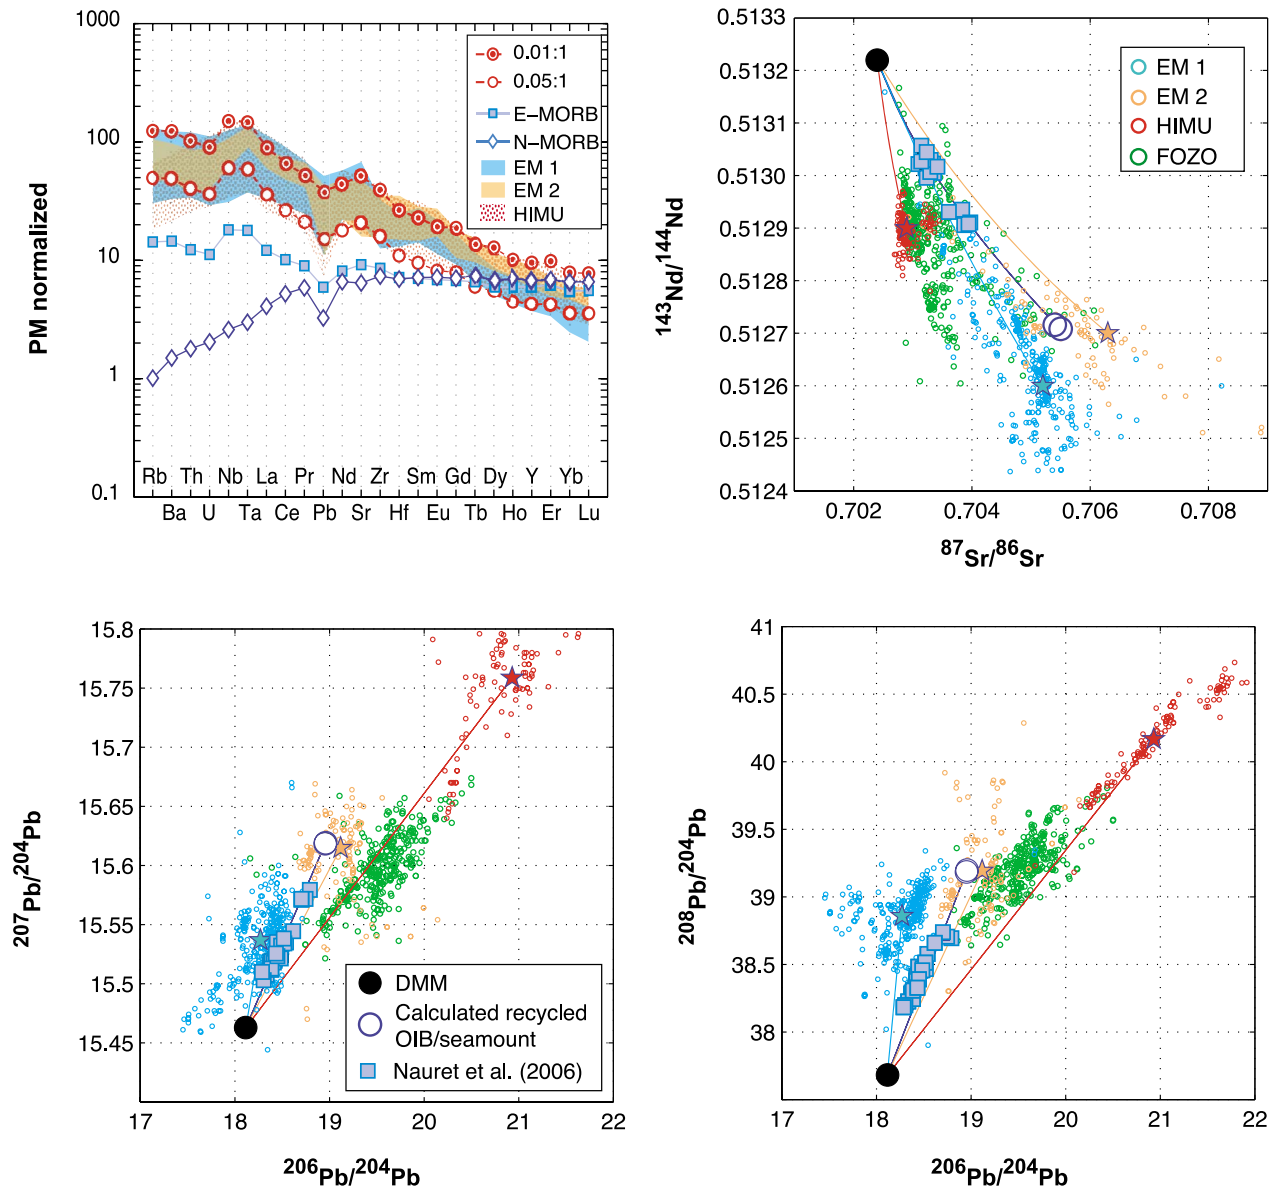 1000
100
10
1
0.1
PM normalized
0.01:1
0.05:1
E-MORB
N-MORB
EM 1
EM 2
HIMU
Rb Th Nb La Pr Nd Zr Sm Gd Dy Y Yb
Ba U Ta Ce Pb Sr Hf Eu Tb Ho Er Lu
0.5133
0.5132
0.5131
0.5130
0.5129
0.5128
0.5127
0.5126
0.5125
0.5124
143Nd/144Nd
EM 1
EM 2
HIMU
FOZO
0.702 0.704 0.706 0.708
87Sr/86Sr
15.8
15.75
15.7
15.65
15.6
15.55
15.5
15.45
207Pb/204Pb
DMM
Calculated recycled
OIB/seamount
Nauret et al. (2006)
17 18 19 20 21 22
206Pb/204Pb
41
40.5
40
39.5
39
38.5
38
208Pb/204Pb
17 18 19 20 21 22
206Pb/204Pb